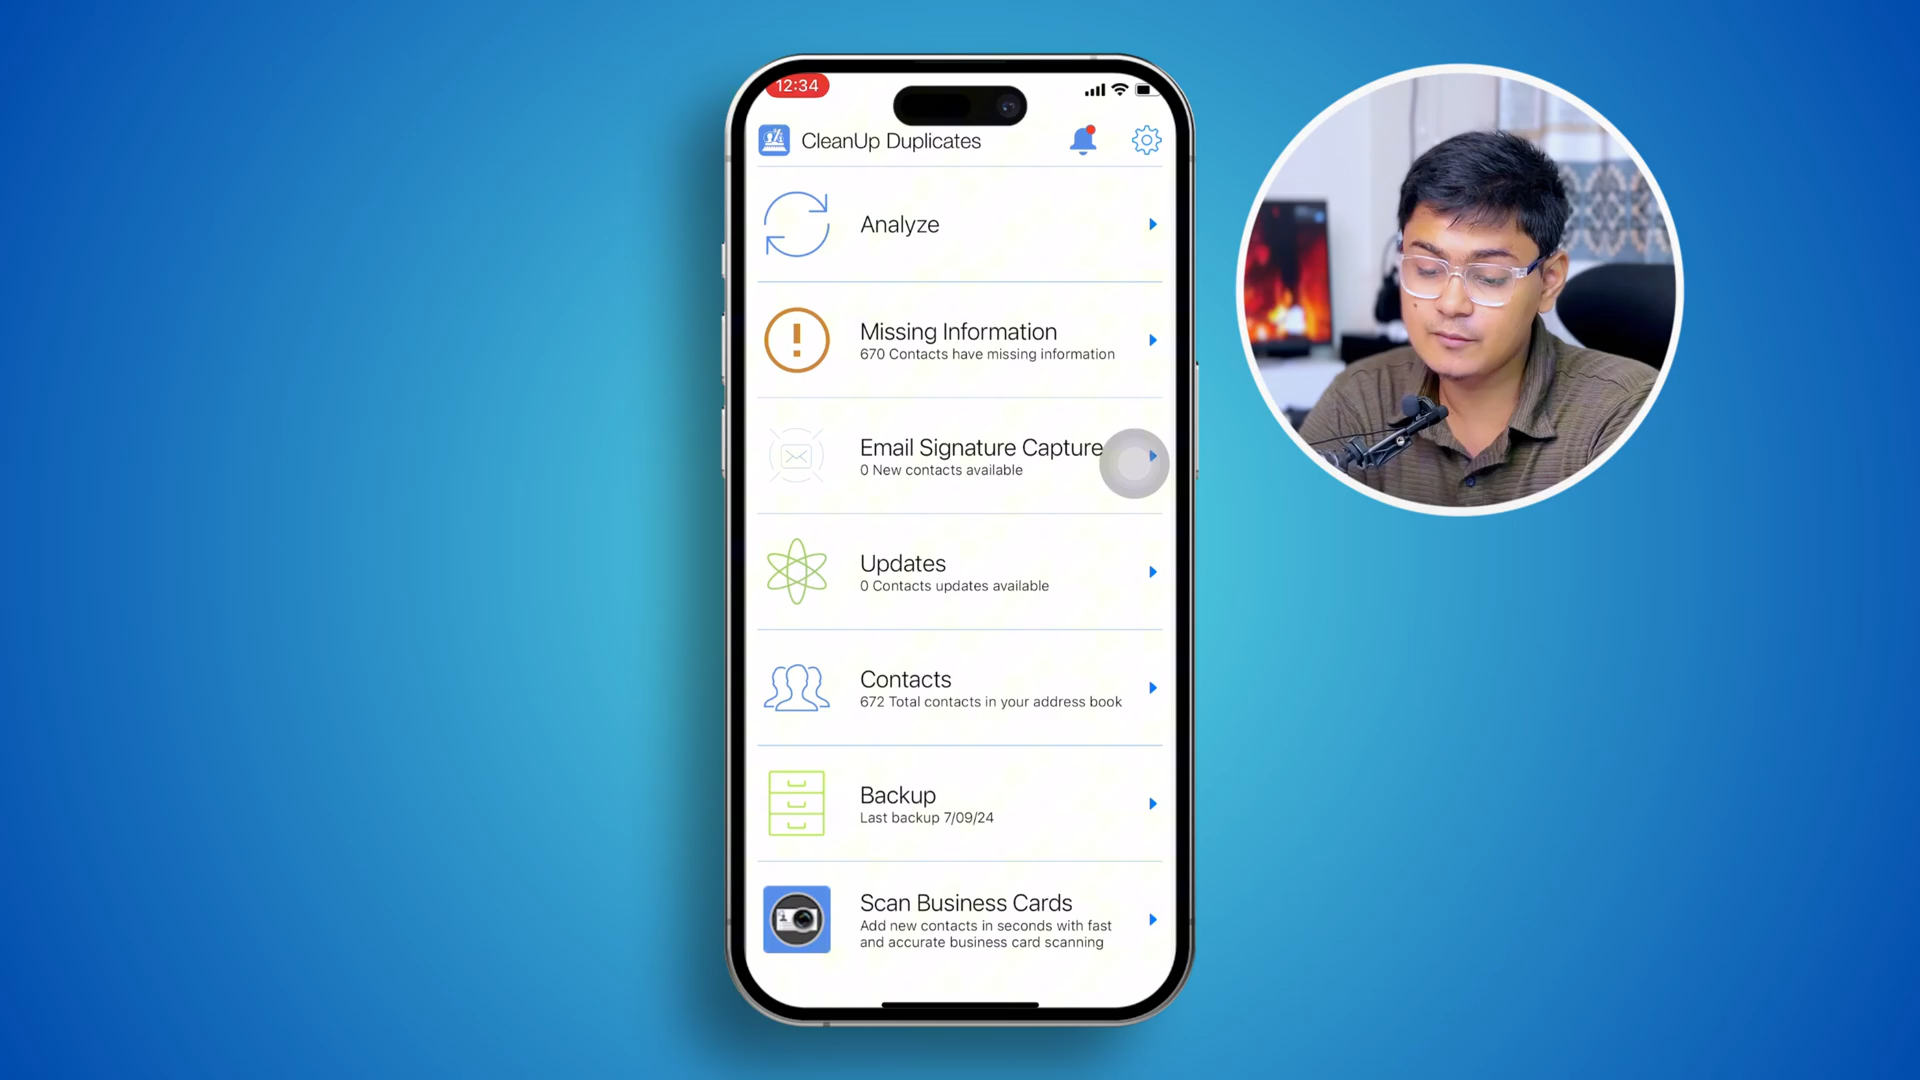 12:34
CleanUp Duplicates
Analyze
Missing Information
670 Contacts have missing information
Email Signature Capture
0 New contacts available
Updates
0 Contacts updates available
Contacts
672 Total contacts in your address book
Backup
Last backup 7/09/24
Scan Business Cards
Add new contacts in seconds with fast
and accurate business card scanning